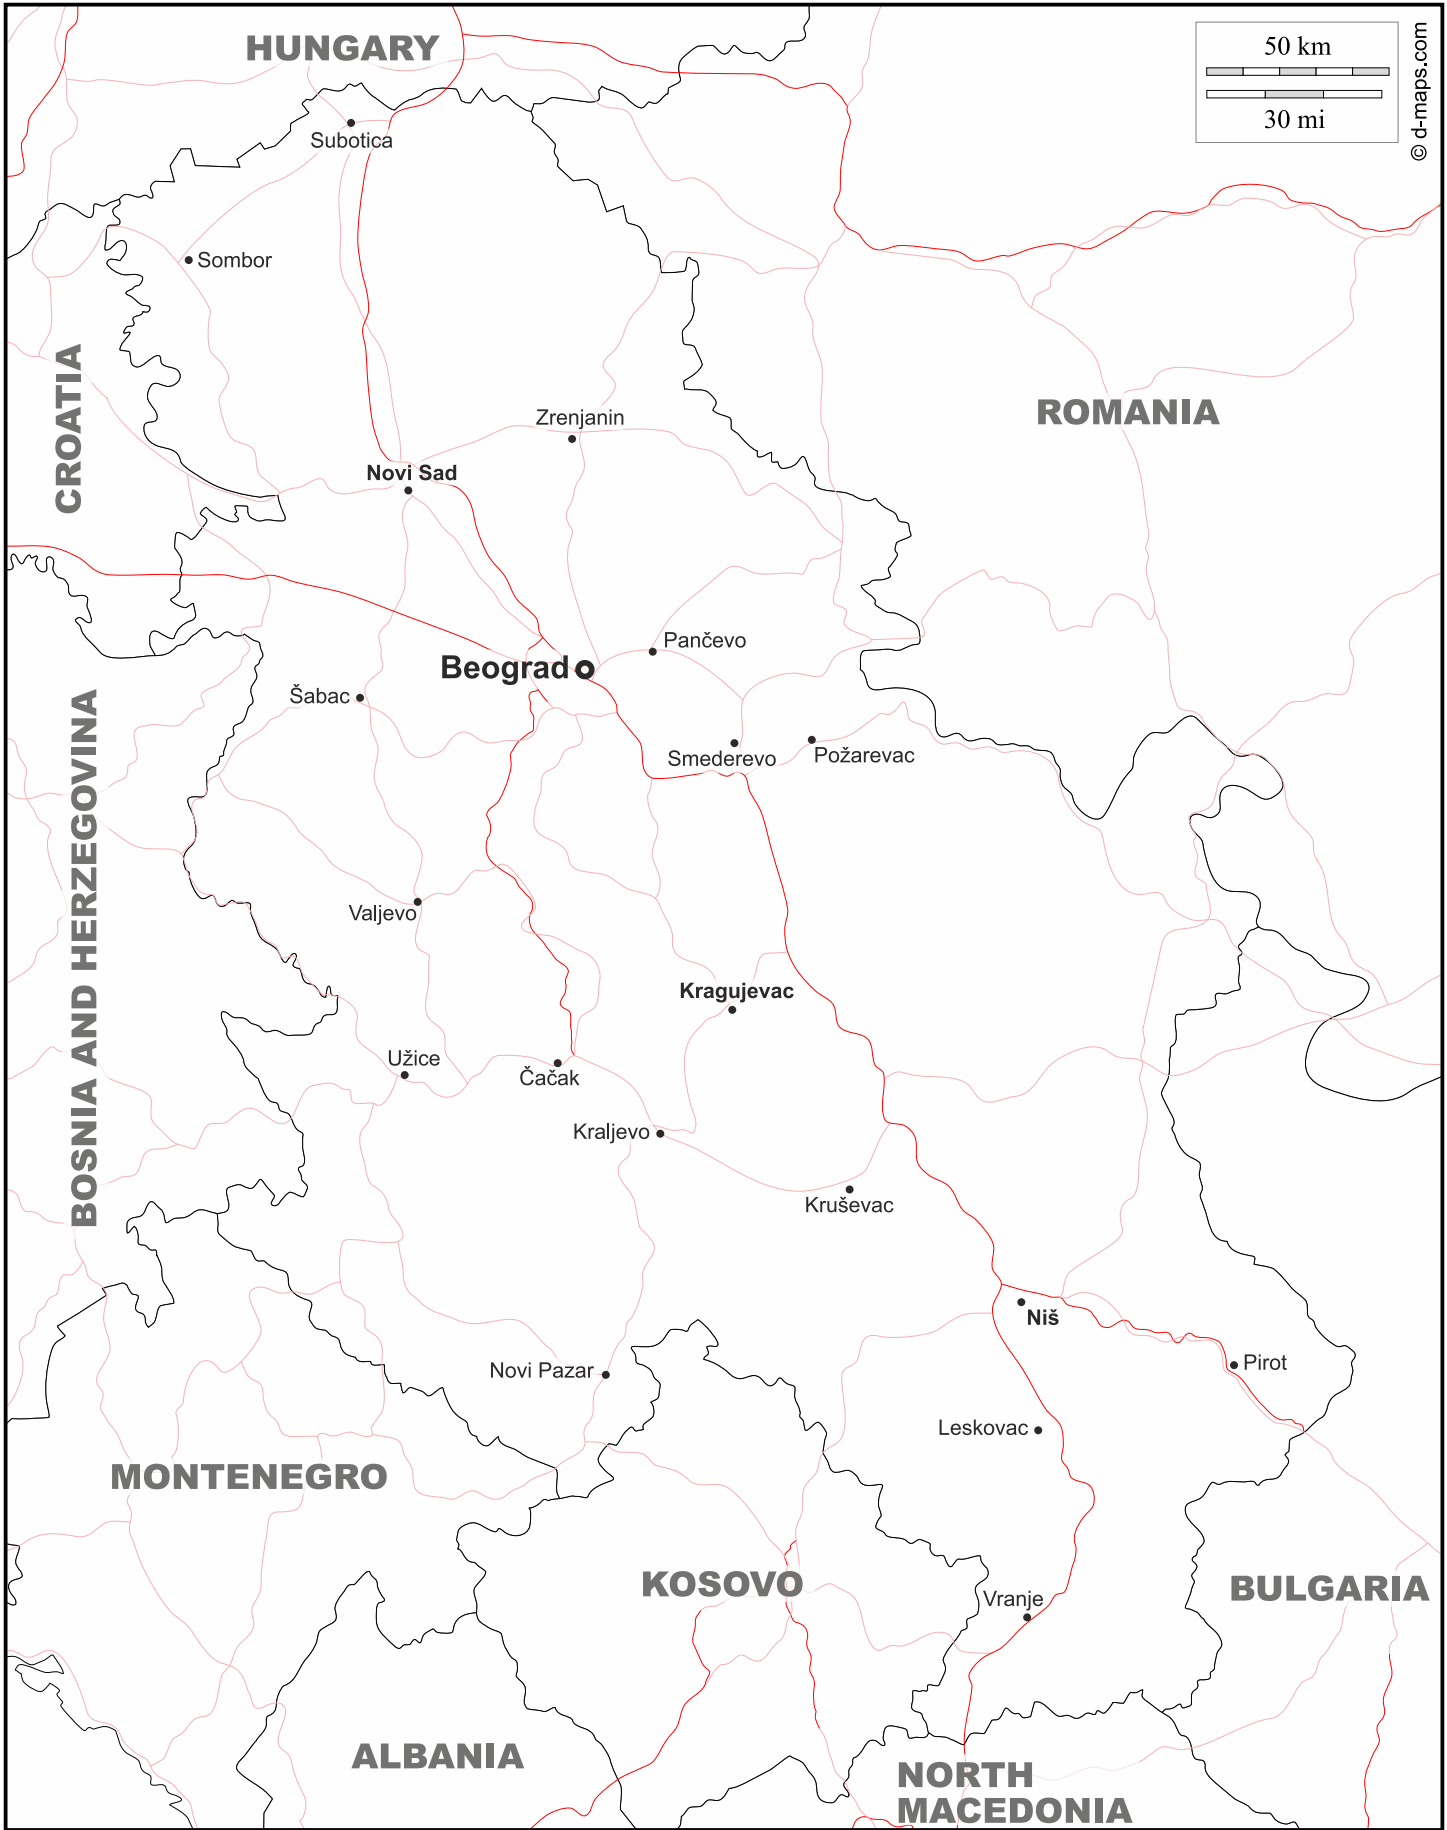 HUNGARY
50 km
30 mi
© d-maps.com
Subotica
Sombor
CROATIA
ROMANIA
Zrenjanin
Novi Sad
Pančevo
Beograd
Šabac
Smederevo
Požarevac
BOSNIA AND HERZEGOVINA
Valjevo
Kragujevac
Užice
Čačak
Kraljevo
Kruševac
Niš
Novi Pazar
Pirot
Leskovac
MONTENEGRO
KOSOVO
BULGARIA
Vranje
ALBANIA
NORTH
MACEDONIA